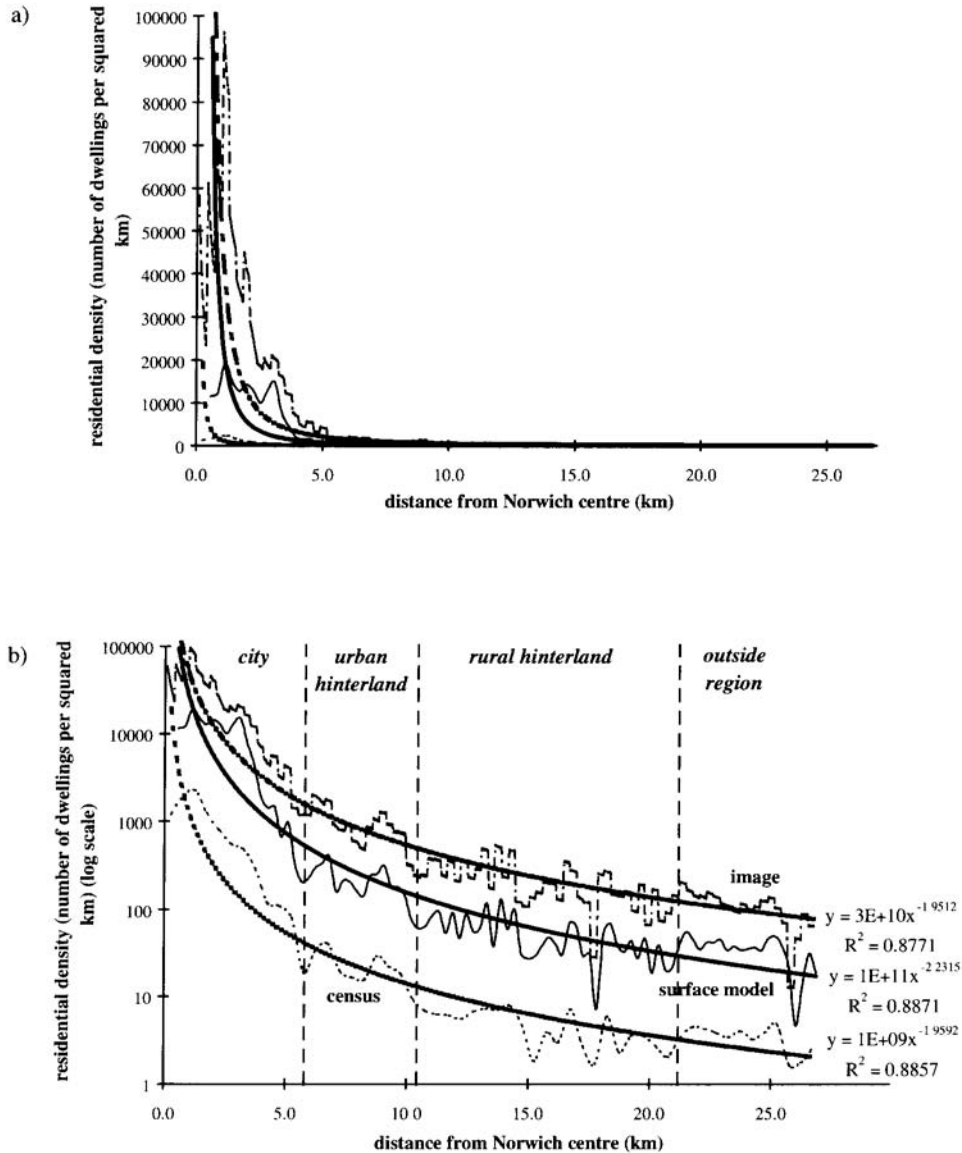 a)
100000
90000
80000
70000
60000
50000
40000
30000
20000
10000
0
residential density (number of dwellings per squared
km)
0.0 5.0 10.0 15.0 20.0 25.0
distance from Norwich centre (km)
b)
city
urban
hinterland
rural hinterland
outside
region
100000
10000
1000
100
10
1
residential density (number of dwellings per squared
km) (log scale)
image
y = 3E+10x^-1 9512
R² = 0.8771
surface model
y = 1E+11x^-2 2315
R² = 0.8871
census
y = 1E+09x^-1 9592
R² = 0.8857
0.0 5.0 10 0 15.0 20.0 25.0
distance from Norwich centre (km)